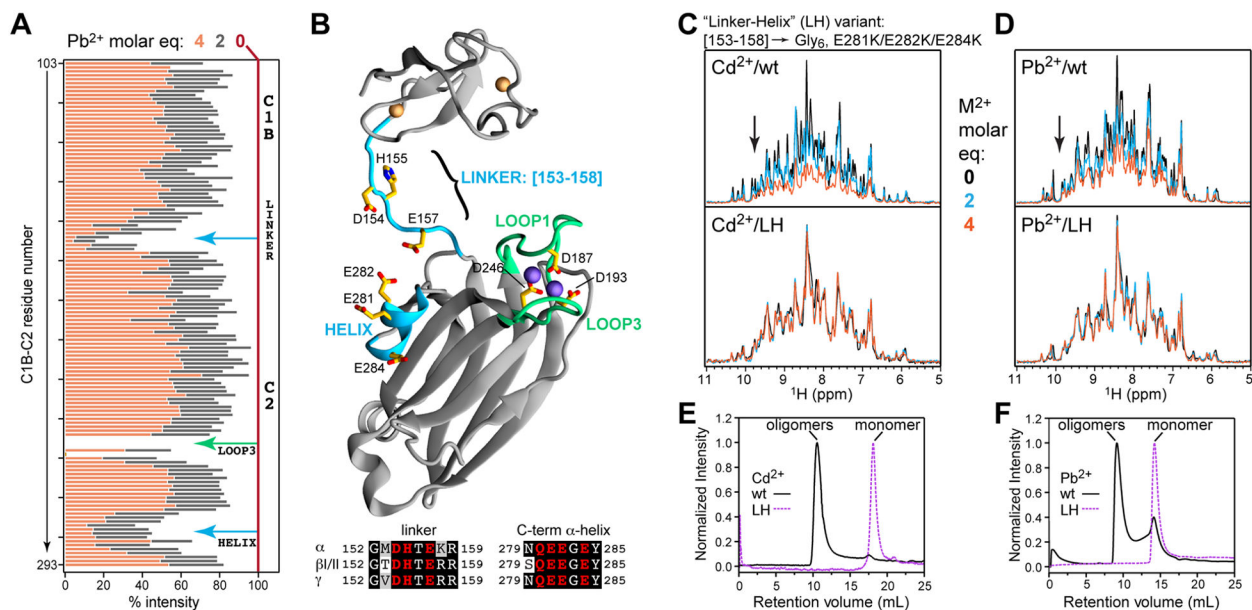 A
Pb2+ molar eq: 4 2 0
103
293
C1B-C2 residue number
C1B
LINKER
C2
LOOP3
HELIX
0 20 40 60 80 100
% intensity
B
H155
D154
E157
LINKER: [153-158]
LOOP1
D187
D246
D193
LOOP3
E282
E281
HELIX
E284
linker
C-term α-helix
α 152 GMDHTEKR 159 279 NQEEGEY 285
βI/II 152 GTDHTERR 159 279 SQEEGEY 285
γ 152 GVDHTERR 159 279 NQEEGEY 285
C
"Linker-Helix" (LH) variant:
[153-158]→ Gly6, E281K/E282K/E284K
Cd2+/wt
Cd2+/LH
11 10 9 8 7 6 5
1H (ppm)
M2+
molar
eq:
0
2
4
D
Pb2+/wt
Pb2+/LH
11 10 9 8 7 6 5
1H (ppm)
E
oligomers
monomer
Cd2+
wt
LH
Normalized Intensity
1.2
1.0
0.8
0.6
0.4
0.2
0.0
0 5 10 15 20 25
Retention volume (mL)
F
oligomers
monomer
Pb2+
wt
LH
Normalized Intensity
1.2
1.0
0.8
0.6
0.4
0.2
0.0
0 5 10 15 20 25
Retention volume (mL)